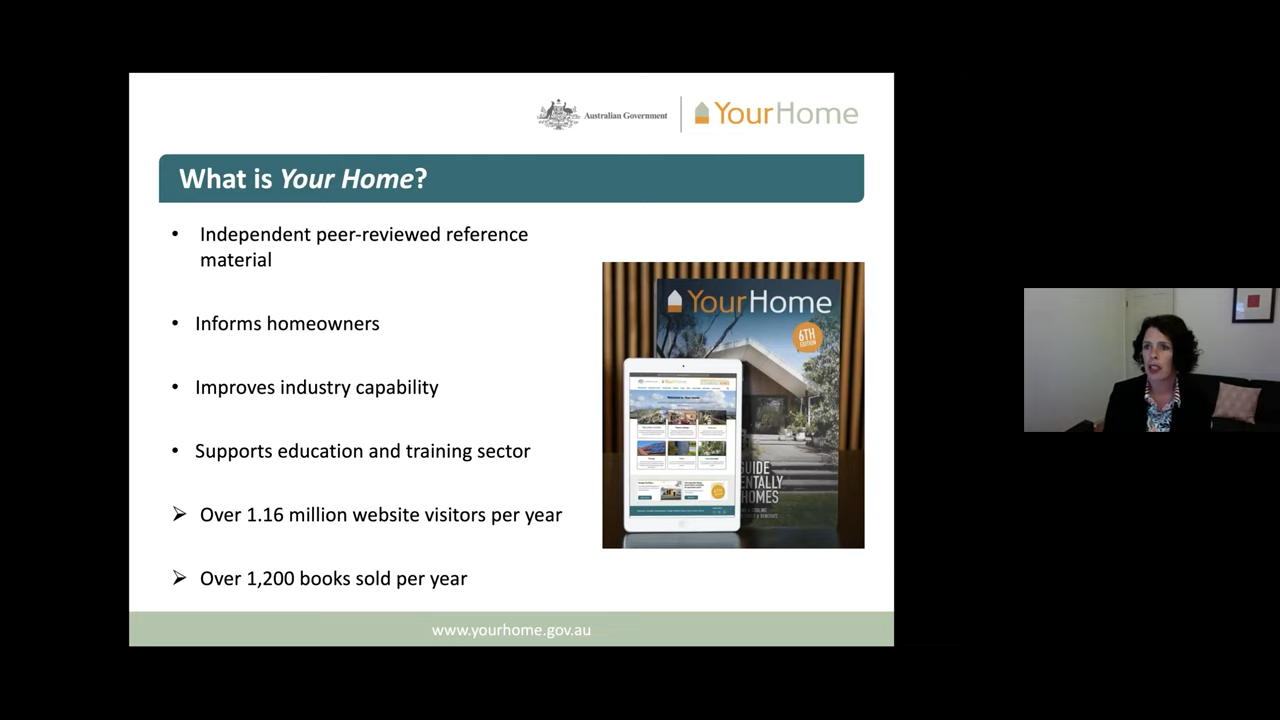 Australian Government
YourHome
What is Your Home?
• Independent peer-reviewed reference
material
• Informs homeowners
• Improves industry capability
• Supports education and training sector
➢ Over 1.16 million website visitors per year
➢ Over 1,200 books sold per year
YourHome
6TH
EDITION
GUIDE
ENTALLY
HOMES
www.yourhome.gov.au